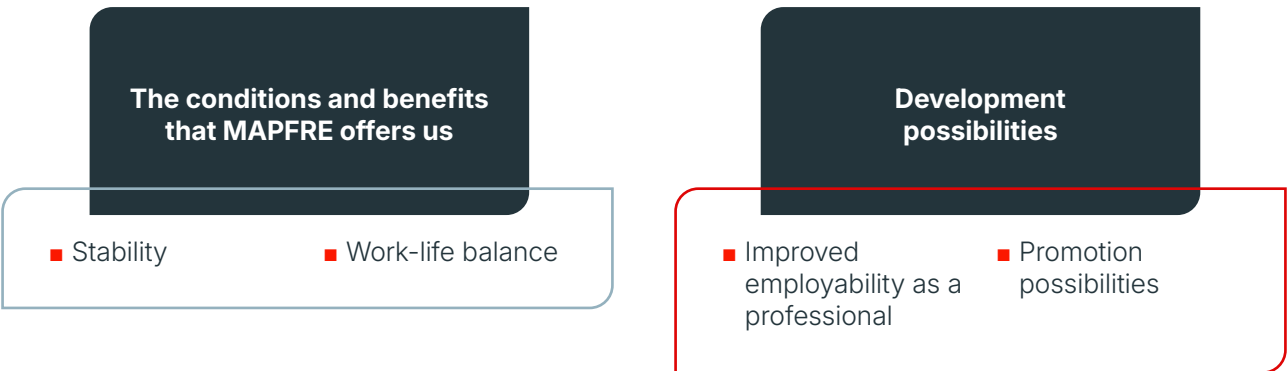 The conditions and benefits
that MAPFRE offers us
■ Stability
■ Work-life balance
Development
possibilities
■ Improved
employability as a
professional
■ Promotion
possibilities